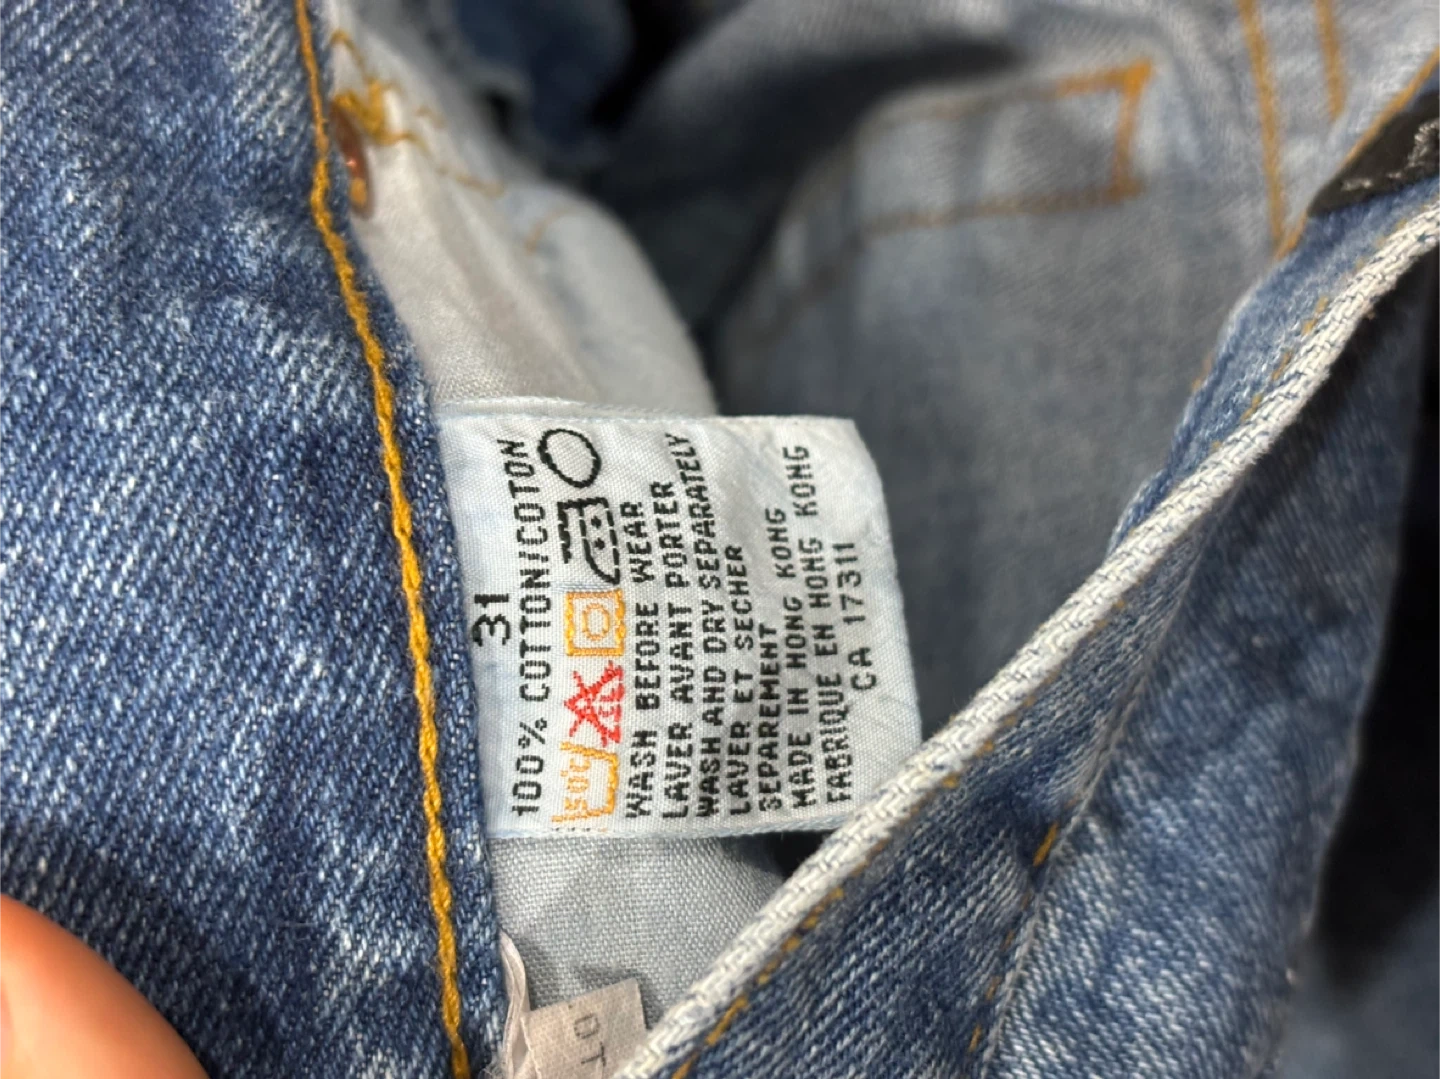 31
100% COTTON/COTON
WASH BEFORE WEAR
LAVER AVANT PORTER
WASH AND DRY SEPARATELY
LAVER ET SECHER
SEPAREMENT
MADE IN HONG KONG
FABRIQUE EN HONG KONG
CA 17311